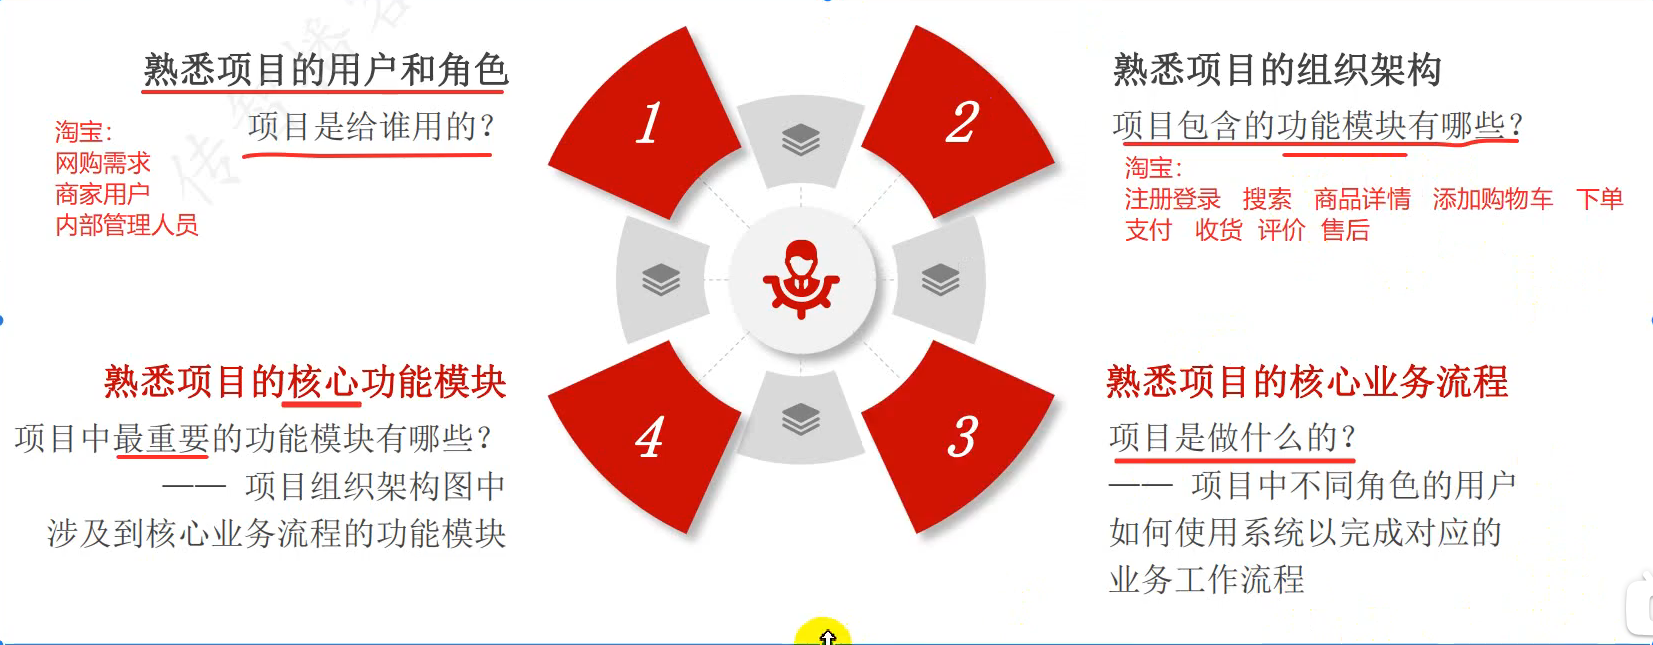 熟悉项目的用户和角色
项目是给谁用的?
淘宝:
网购需求
商家用户
内部管理人员
1
2
熟悉项目的组织架构
项目包含的功能模块有哪些?
淘宝:
注册登录 搜索 商品详情 添加购物车 下单
支付 收货 评价 售后
熟悉项目的核心功能模块
项目中最重要的功能模块有哪些?
—— 项目组织架构图中
涉及到核心业务流程的功能模块
4
3
熟悉项目的核心业务流程
项目是做什么的?
—— 项目中不同角色的用户
如何使用系统以完成对应的
业务工作流程